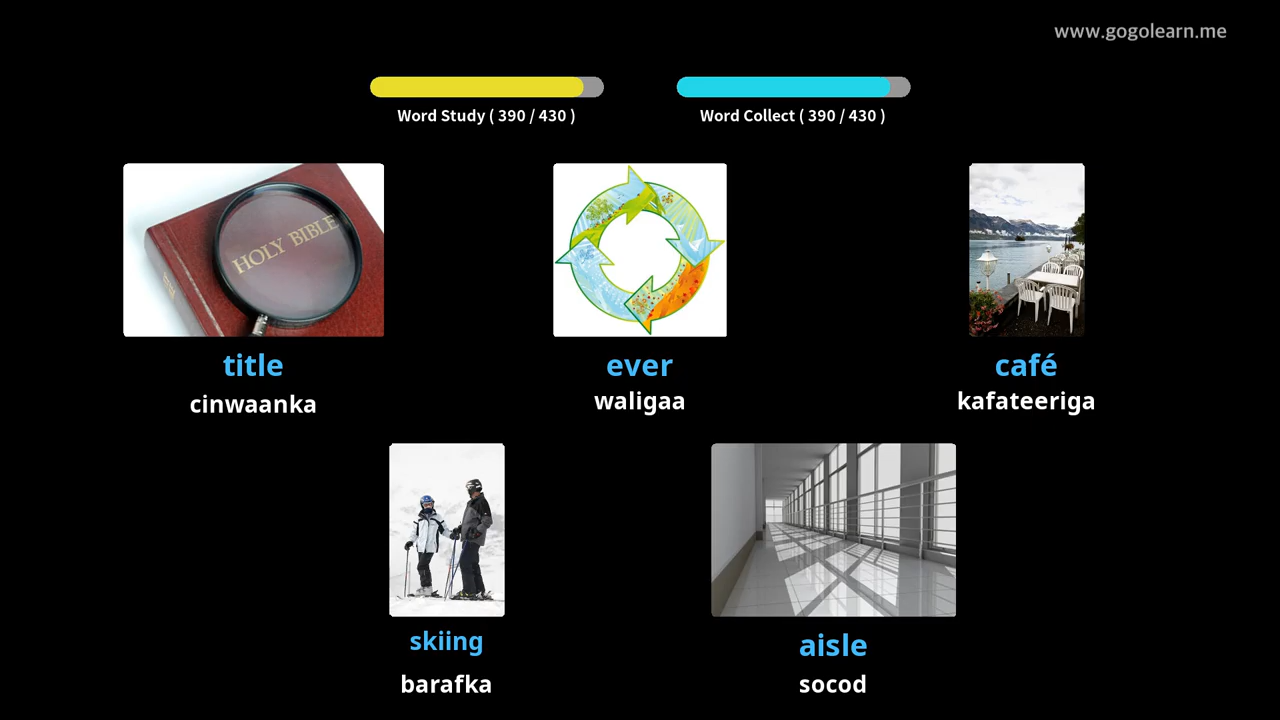 www.gogolearn.me
Word Study ( 390 / 430 )
Word Collect ( 390 / 430 )
HOLY BIBLE
title
cinwaanka
ever
waligaa
café
kafateeriga
skiing
barafka
aisle
socod